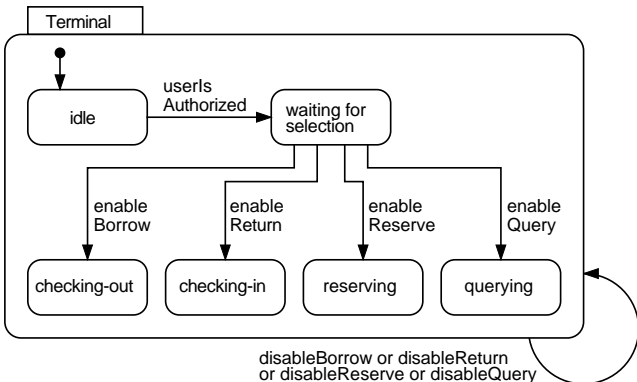 Terminal
userIs
Authorized
idle
waiting for
selection
enable
Borrow
enable
Return
enable
Reserve
enable
Query
checking-out
checking-in
reserving
querying
disableBorrow or disableReturn
or disableReserve or disableQuery